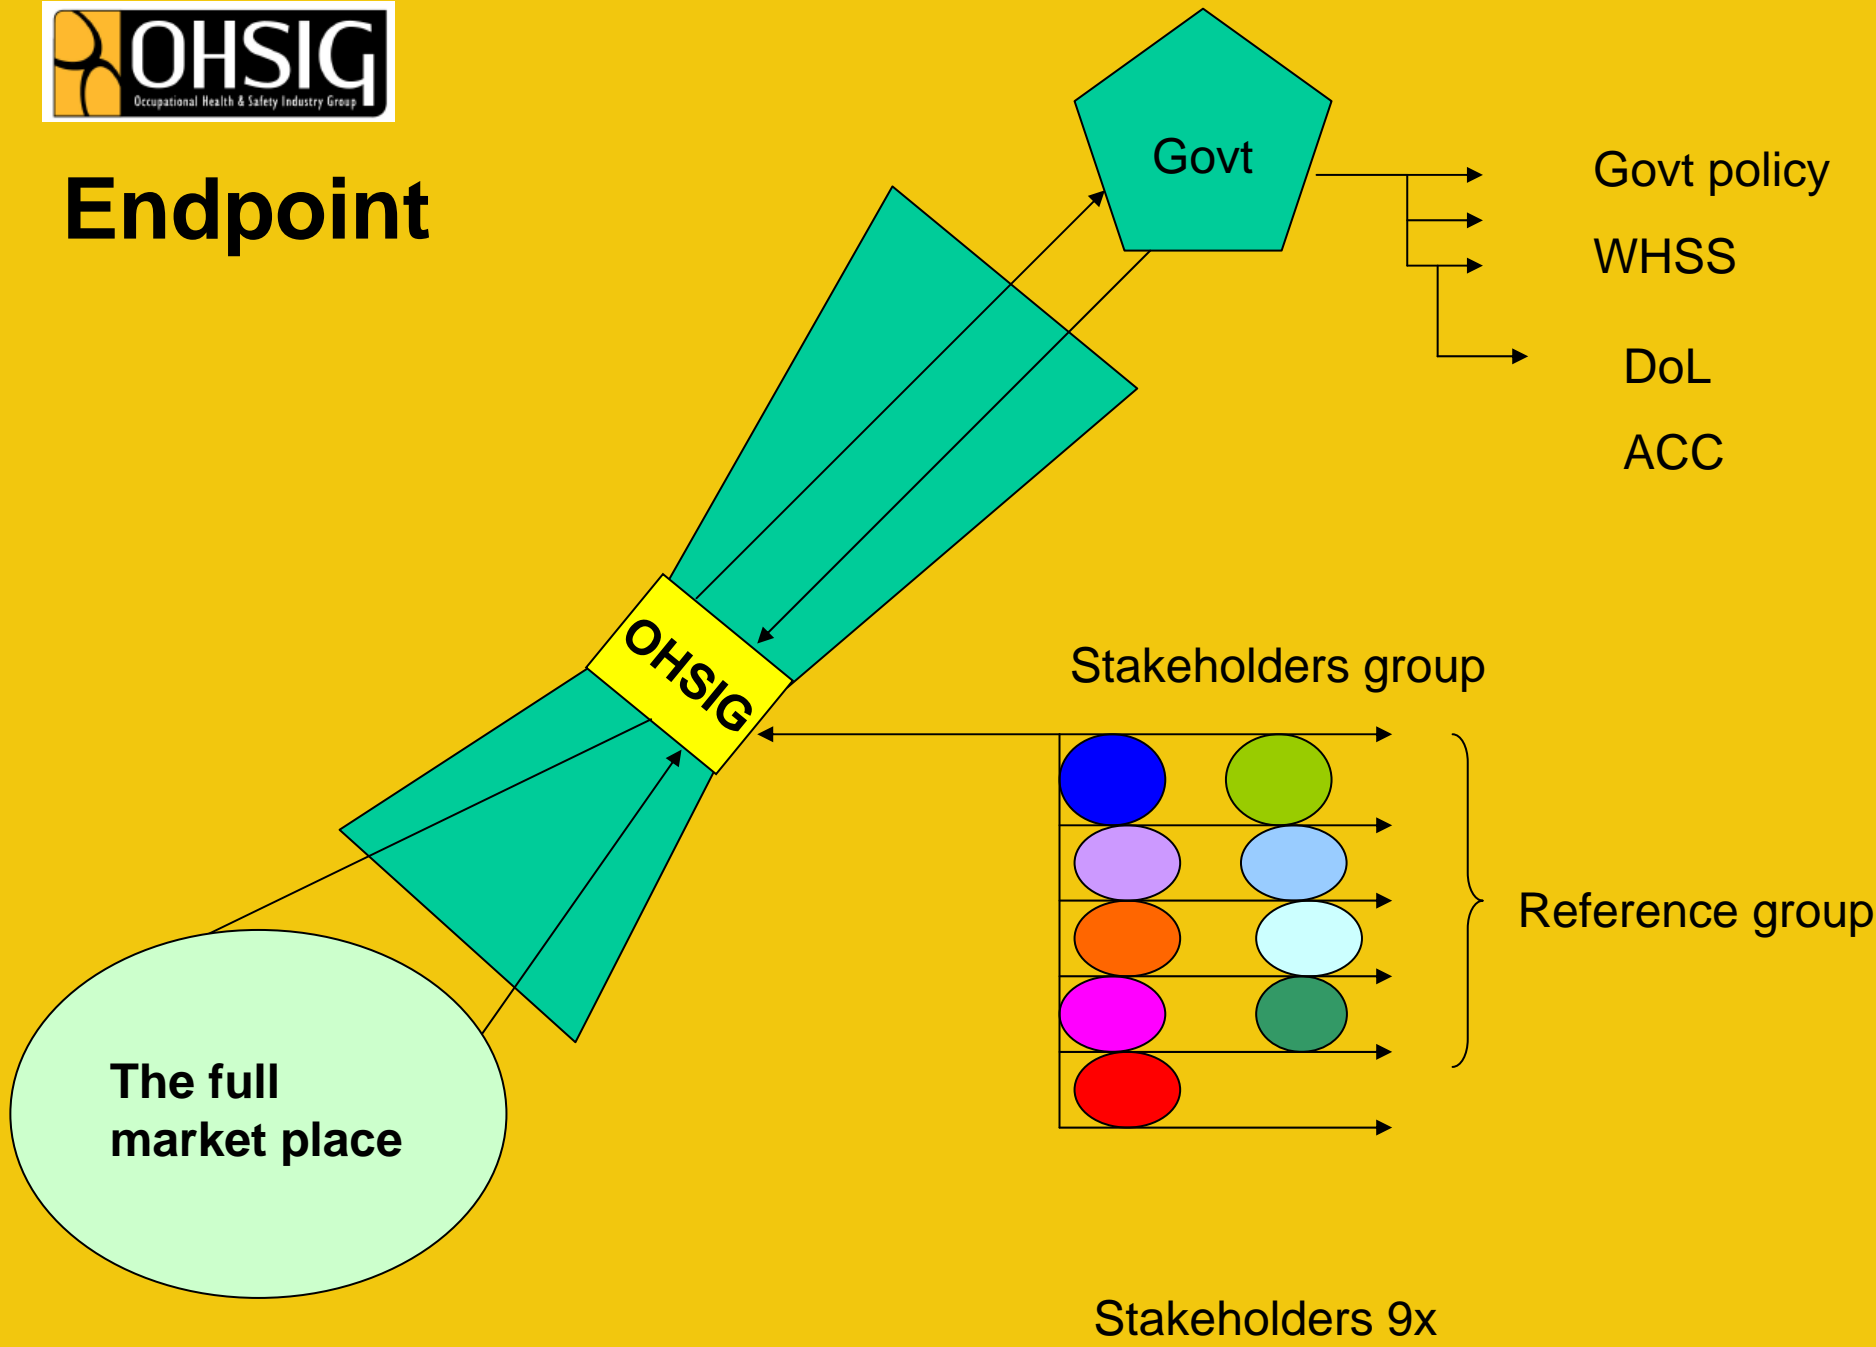 OHSIG
Occupational Health & Safety Industry Group
Endpoint
Govt
Govt policy
WHSS
DoL
ACC
OHSIG
Stakeholders group
Reference group
The full
market place
Stakeholders 9x